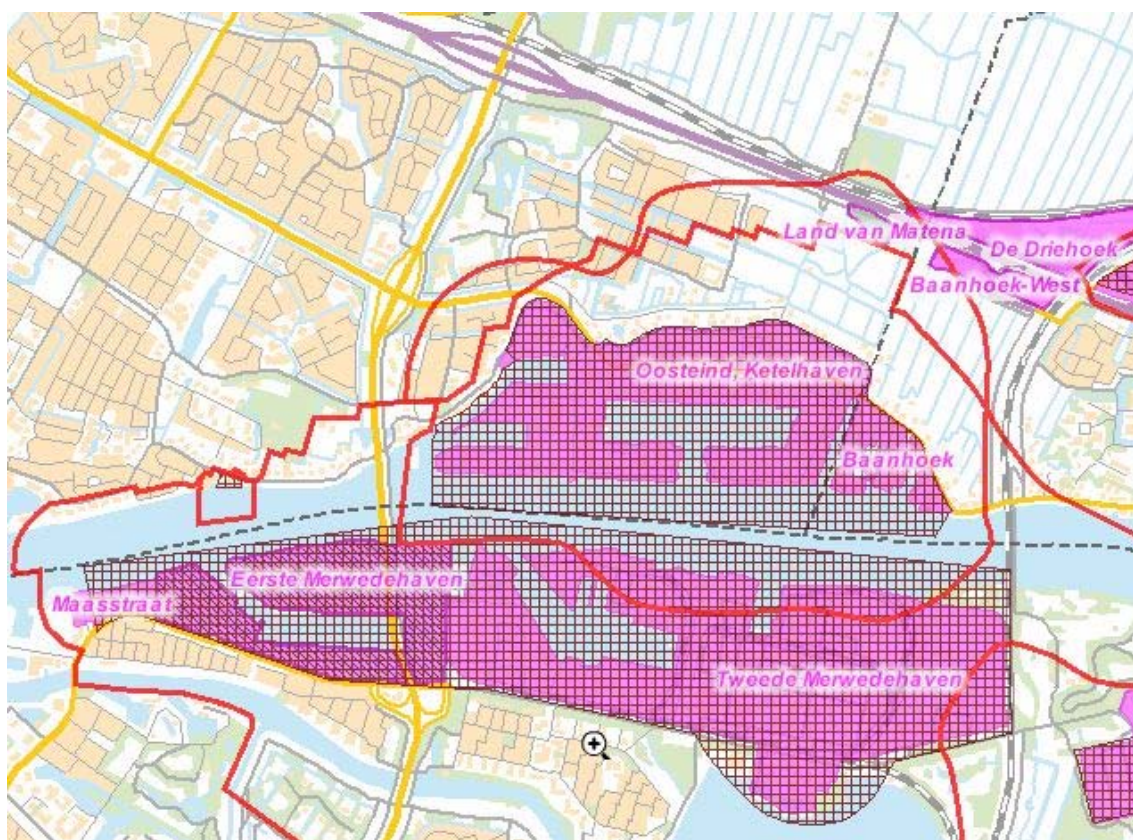 Land van Matena
De Driehoek
Baanhoek-West
Oosteind, Ketelhaven
Baanhoek
Eerste Merwedehaven
Maasstraat
Tweede Merwedehaven